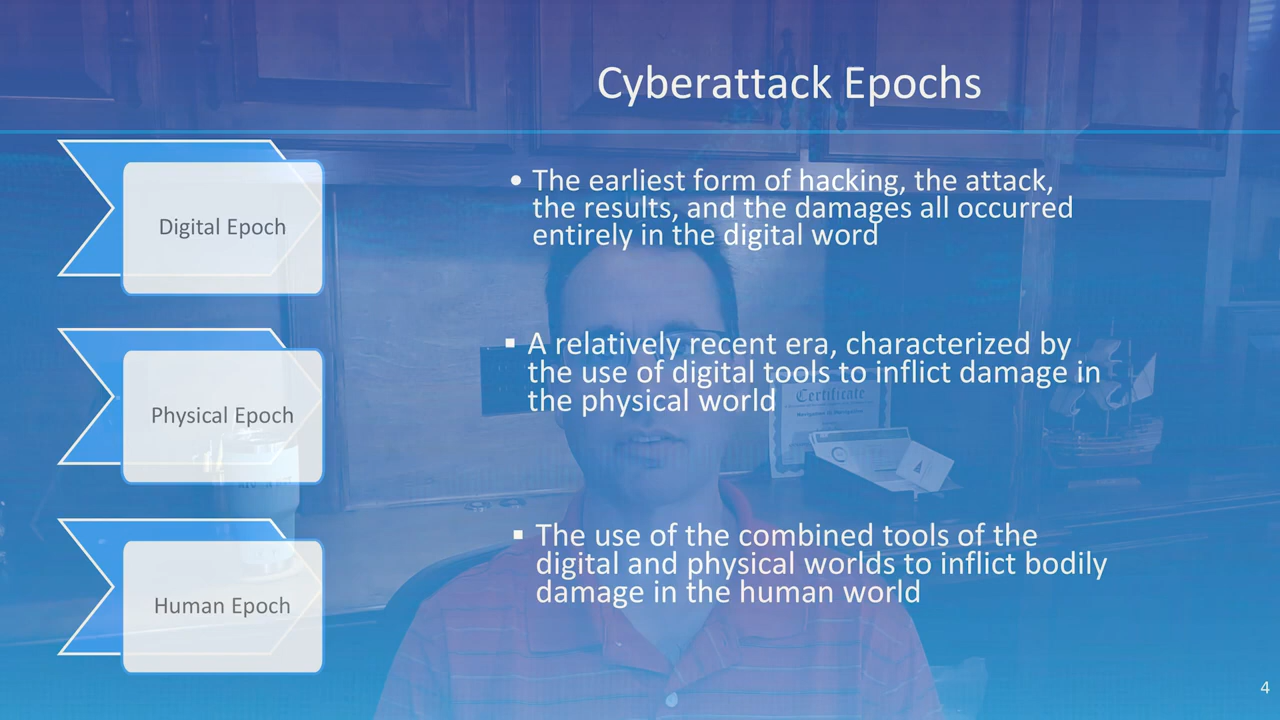 Cyberattack Epochs
Digital Epoch
• The earliest form of hacking, the attack,
the results, and the damages all occurred
entirely in the digital word
Physical Epoch
▪ A relatively recent era, characterized by
the use of digital tools to inflict damage in
the physical world
Certificate
Human Epoch
▪ The use of the combined tools of the
digital and physical worlds to inflict bodily
damage in the human world
4